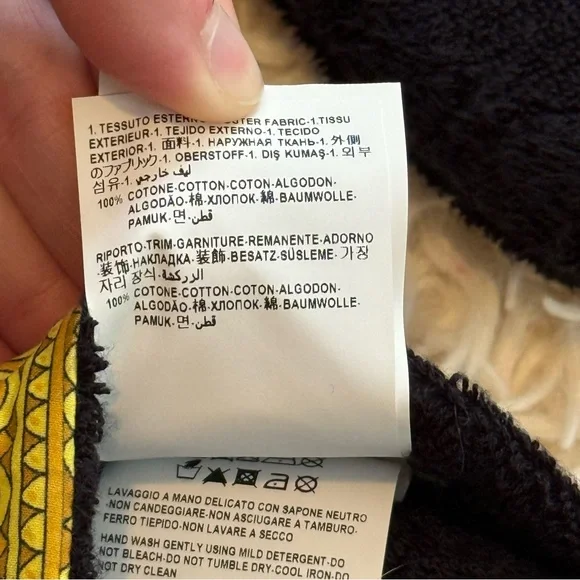 1. TESSUTO ESTERNO FABRIC-1.TISSU
EXTERIEUR-1. TEJIDO EXTERNO-1. TECIDO
EXTERIOR-1. 面料-1. НАРУЖНАЯ ТКАНЬ-1. 外側
のファブリック-1. OBERSTOFF-1. DIŞ KUMAŞ-1. 외부
섬유-1. ليف خارجي
100% COTONE-COTTON-COTON-ALGODON-
ALGODÃO-棉-ХЛОПОК-綿-BAUMWOLLE-
PAMUK-면-قطن
RIPORTO-TRIM-GARNITURE-REMANENTE-ADORNO
-装饰-НАКЛАДКА-装飾-BESATZ-SÜSLEME-가장
자리 장식-الزركشة
100% COTONE-COTTON-COTON-ALGODON-
ALGODÃO-棉-ХЛОПОК-綿-BAUMWOLLE-
PAMUK-면-قطن
LAVAGGIO A MANO DELICATO CON SAPONE NEUTRO
-NON CANDEGGIARE-NON ASCIUGARE A TAMBURO-
FERRO TIEPIDO-NON LAVARE A SECCO
HAND WASH GENTLY USING MILD DETERGENT-DO
NOT BLEACH-DO NOT TUMBLE DRY-COOL IRON-DO
NOT DRY CLEAN